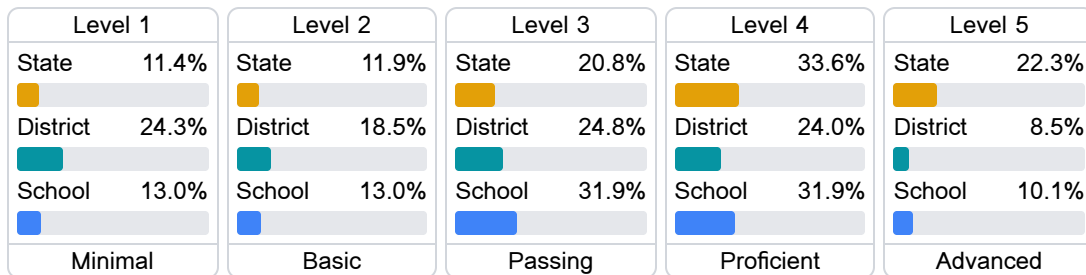 Level 1
State 11.4%
District 24.3%
School 13.0%
Minimal
Level 2
State 11.9%
District 18.5%
School 13.0%
Basic
Level 3
State 20.8%
District 24.8%
School 31.9%
Passing
Level 4
State 33.6%
District 24.0%
School 31.9%
Proficient
Level 5
State 22.3%
District 8.5%
School 10.1%
Advanced